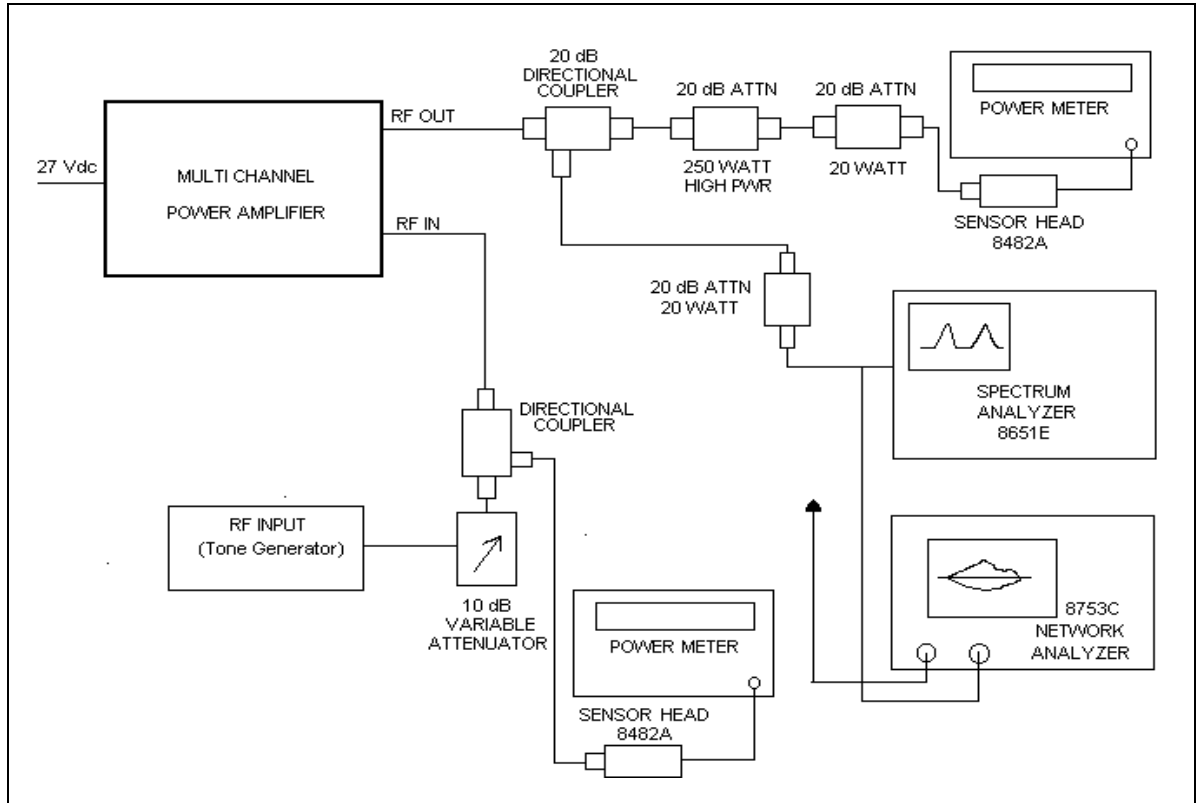 20 dB
DIRECTIONAL
COUPLER
20 dB ATTN
20 dB ATTN
POWER METER
RF OUT
27 Vdc
MULTI CHANNEL
POWER AMPLIFIER
250 WATT
HIGH PWR
20 WATT
SENSOR HEAD
8482A
RF IN
20 dB ATTN
20 WATT
SPECTRUM
ANALYZER
8651E
DIRECTIONAL
COUPLER
RF INPUT
(Tone Generator)
10 dB
VARIABLE
ATTENUATOR
POWER METER
8753C
NETWORK
ANALYZER
SENSOR HEAD
8482A